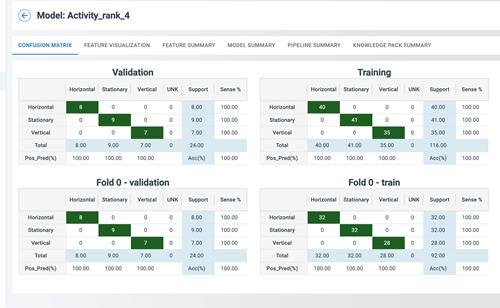 Model: Activity_rank_4
CONFUSION MATRIX FEATURE VISUALIZATION FEATURE SUMMARY MODEL SUMMARY PIPELINE SUMMARY KNOWLEDGE PACK SUMMARY
Validation
Horizontal Stationary Vertical UNK Support Sense %
Horizontal 8 0 0 0 8.00 100.00
Stationary 0 9 0 0 9.00 100.00
Vertical 0 0 7 0 7.00 100.00
Total 8.00 9.00 7.00 0 24.00
Pos_Pred(%) 100.00 100.00 100.00 Acc(%) 100.00
Training
Horizontal Stationary Vertical UNK Support Sense %
Horizontal 40 0 0 0 40.00 100.00
Stationary 0 41 0 0 41.00 100.00
Vertical 0 0 35 0 35.00 100.00
Total 40.00 41.00 35.00 0 116.00
Pos_Pred(%) 100.00 100.00 100.00 Acc(%) 100.00
Fold 0 - validation
Horizontal Stationary Vertical UNK Support Sense %
Horizontal 8 0 0 0 8.00 100.00
Stationary 0 9 0 0 9.00 100.00
Vertical 0 0 7 0 7.00 100.00
Total 8.00 9.00 7.00 0 24.00
Pos_Pred(%) 100.00 100.00 100.00 Acc(%) 100.00
Fold 0 - train
Horizontal Stationary Vertical UNK Support Sense %
Horizontal 32 0 0 0 32.00 100.00
Stationary 0 32 0 0 32.00 100.00
Vertical 0 0 28 0 28.00 100.00
Total 32.00 32.00 28.00 0 92.00
Pos_Pred(%) 100.00 100.00 100.00 Acc(%) 100.00